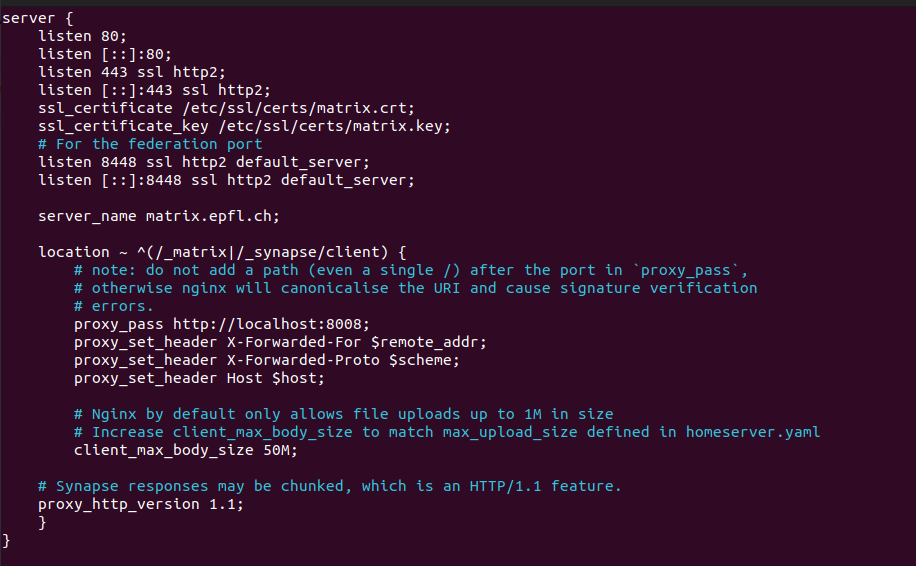 server {
    listen 80;
    listen [::]:80;
    listen 443 ssl http2;
    listen [::]:443 ssl http2;
    ssl_certificate /etc/ssl/certs/matrix.crt;
    ssl_certificate_key /etc/ssl/certs/matrix.key;
    # For the federation port
    listen 8448 ssl http2 default_server;
    listen [::]:8448 ssl http2 default_server;

    server_name matrix.epfl.ch;

    location ~ ^(/_matrix|/_synapse/client) {
        # note: do not add a path (even a single /) after the port in `proxy_pass`,
        # otherwise nginx will canonicalise the URI and cause signature verification
        # errors.
        proxy_pass http://localhost:8008;
        proxy_set_header X-Forwarded-For $remote_addr;
        proxy_set_header X-Forwarded-Proto $scheme;
        proxy_set_header Host $host;

        # Nginx by default only allows file uploads up to 1M in size
        # Increase client_max_body_size to match max_upload_size defined in homeserver.yaml
        client_max_body_size 50M;

    # Synapse responses may be chunked, which is an HTTP/1.1 feature.
    proxy_http_version 1.1;
    }
}